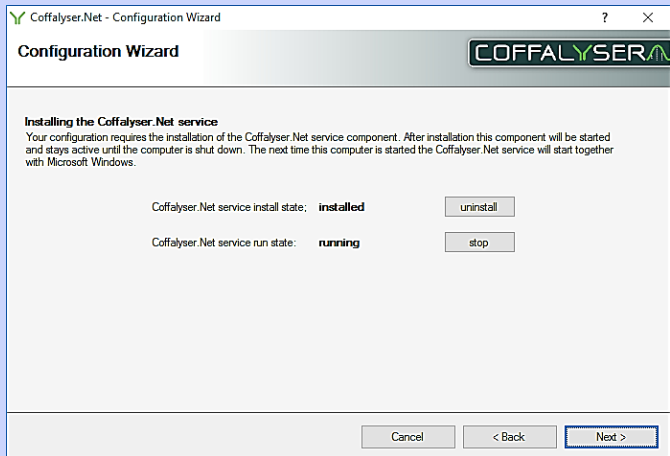 Coffalyser.Net - Configuration Wizard
?
Configuration Wizard
COFFALYSER
Installing the Coffalyser.Net service
Your configuration requires the installation of the Coffalyser.Net service component. After installation this component will be started
and stays active until the computer is shut down. The next time this computer is started the Coffalyser.Net service will start together
with Microsoft Windows.
Coffalyser.Net service install state; installed uninstall
Coffalyser.Net service run state: running stop
Cancel < Back Next >